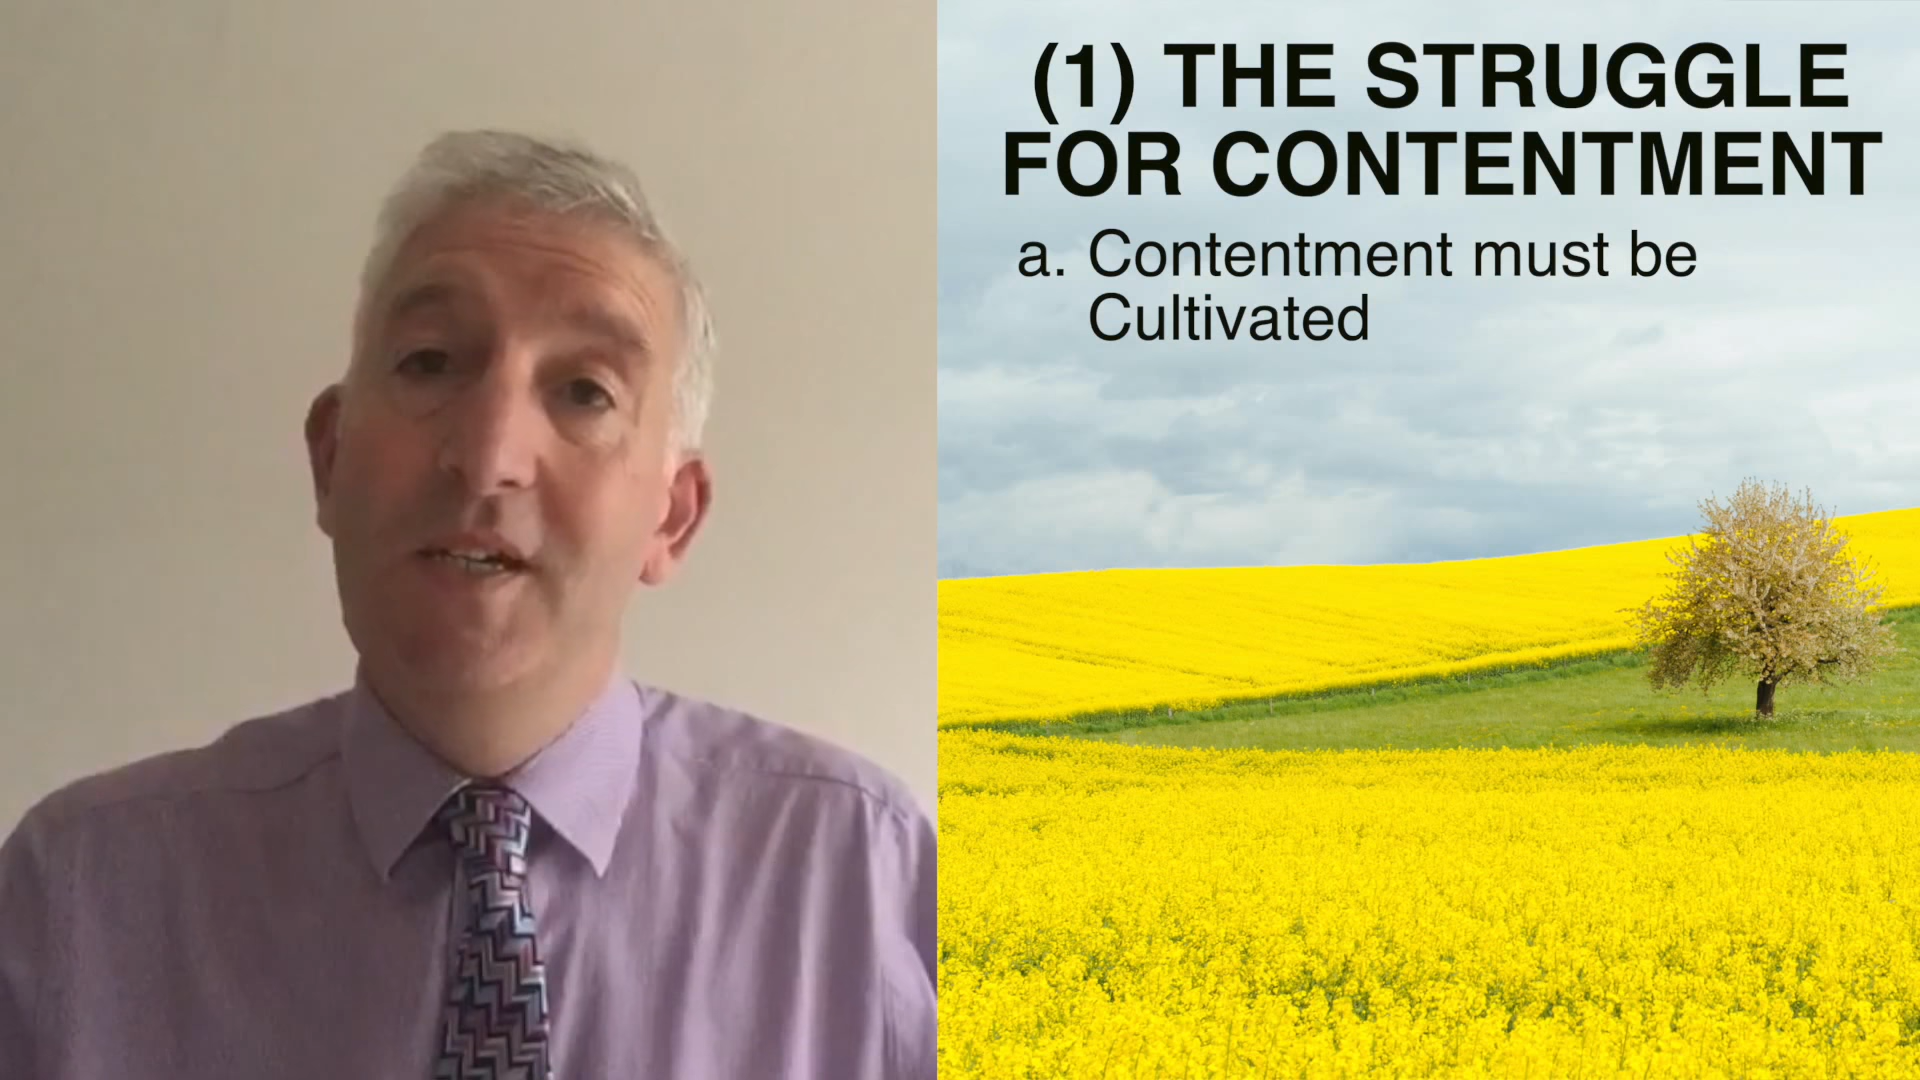 (1) THE STRUGGLE
FOR CONTENTMENT
a. Contentment must be
Cultivated